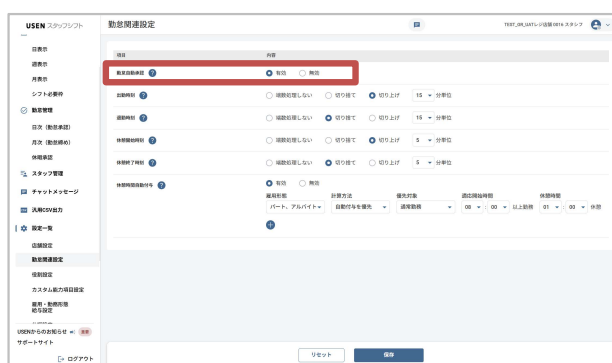 USEN スタッフシフト
勤怠関連設定
TEST_09_UATレジ店舗 0016 スタシフ
日表示
週表示
月表示
シフト必要枠
勤怠管理
日次（勤怠承認）
月次（勤怠締め）
休暇承認
スタッフ管理
チャットメッセージ
汎用CSV出力
設定一覧
店舗設定
勤怠関連設定
役割設定
カスタム能力項目設定
雇用・勤務形態
給与設定
USENからのお知らせ 重要
サポートサイト
ログアウト
項目 内容
勤怠自動承認 ? 有効 無効
出勤時刻 ? 端数処理しない 切り捨て 切り上げ 15 分単位
退勤時刻 ? 端数処理しない 切り捨て 切り上げ 15 分単位
休憩開始時刻 ? 端数処理しない 切り捨て 切り上げ 5 分単位
休憩終了時刻 ? 端数処理しない 切り捨て 切り上げ 5 分単位
休憩時間自動付与 ? 有効 無効
雇用形態 計算方法 優先対象 適応開始時間 休憩時間
パート、アルバイト 自動付与を優先 通常勤務 08 : 00 以上勤務 01 : 00 休憩
リセット 保存